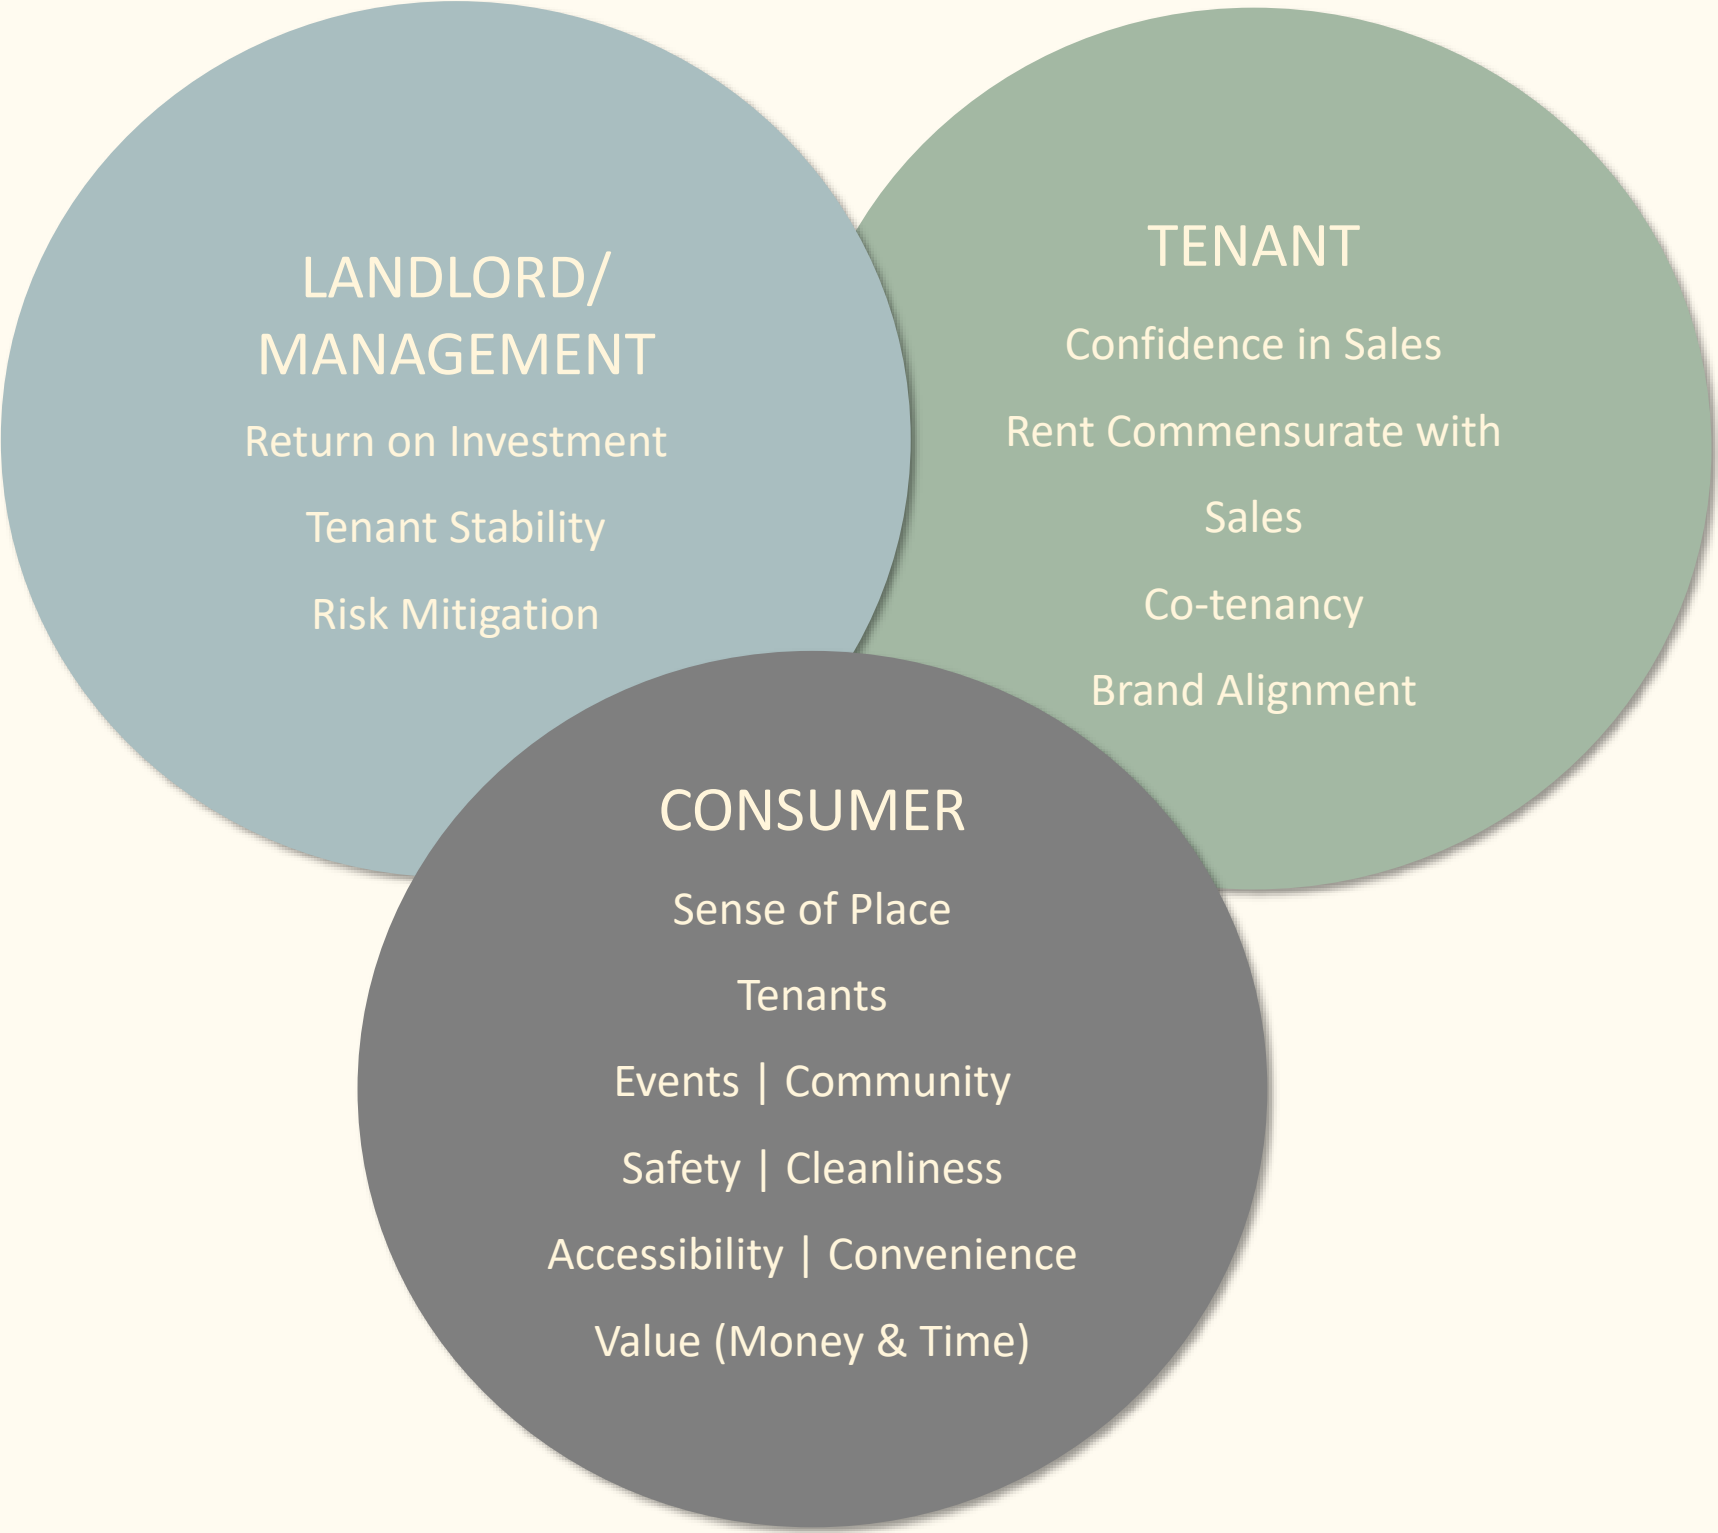 LANDLORD/
MANAGEMENT
Return on Investment
Tenant Stability
Risk Mitigation
TENANT
Confidence in Sales
Rent Commensurate with
Sales
Co-tenancy
Brand Alignment
CONSUMER
Sense of Place
Tenants
Events | Community
Safety | Cleanliness
Accessibility | Convenience
Value (Money & Time)